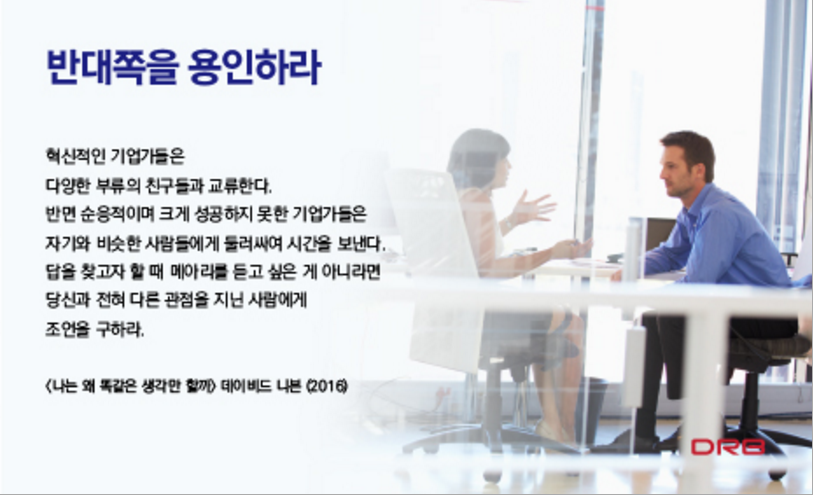 반대쪽을 용인하라
혁신적인 기업가들은
다양한 부류의 친구들과 교류한다.
반면 순응적이며 크게 성공하지 못한 기업가들은
자기와 비슷한 사람들에게 둘러싸여 시간을 보낸다.
답을 찾고자 할 때 메아리를 듣고 싶은 게 아니라면
당신과 전혀 다른 관점을 지닌 사람에게
조언을 구하라.
<나는 왜 똑같은 생각만 할까> 데이비드 니븐 (2016)
DRB